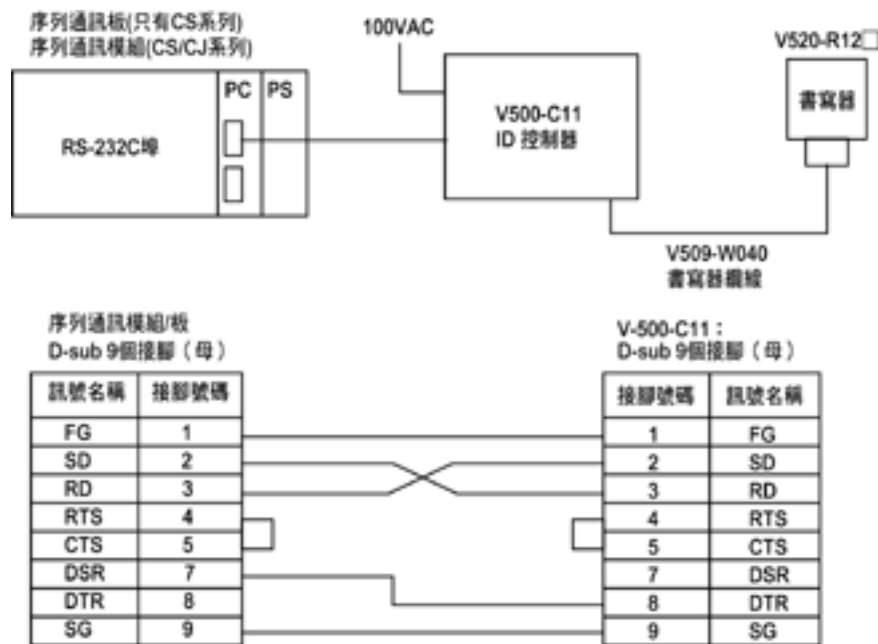 序列通訊板(只有CS系列)
序列通訊模組(CS/CJ系列)
100VAC
V520-R12□
PC PS
RS-232C埠
V500-C11
ID 控制器
書寫器
V509-W040
書寫器纜線
序列通訊模組/板
D-sub 9個接腳（母）
V-500-C11：
D-sub 9個接腳（母）
訊號名稱 接腳號碼
FG 1
SD 2
RD 3
RTS 4
CTS 5
DSR 7
DTR 8
SG 9
接腳號碼 訊號名稱
1 FG
2 SD
3 RD
4 RTS
5 CTS
7 DSR
8 DTR
9 SG